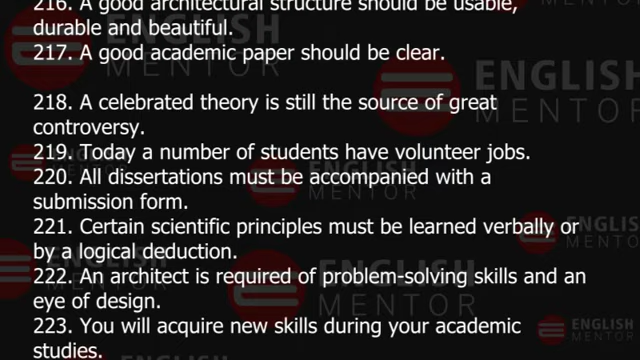 216. A good architectural structure should be usable,
durable and beautiful.
217. A good academic paper should be clear.
218. A celebrated theory is still the source of great
controversy.
219. Today a number of students have volunteer jobs.
220. All dissertations must be accompanied with a
submission form.
221. Certain scientific principles must be learned verbally or
by a logical deduction.
222. An architect is required of problem-solving skills and an
eye of design.
223. You will acquire new skills during your academic
studies.
ENGLISH
MENTOR
ENGLISH
MENTOR
ENGLISH
MENTOR
ENGLISH
MENTOR
ENGLISH
MENTOR
ENGLISH
MENTOR